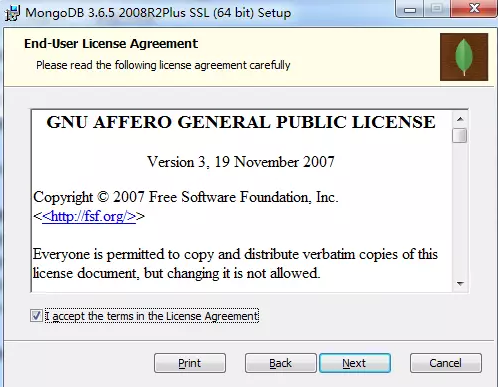 MongoDB 3.6.5 2008R2Plus SSL (64 bit) Setup
End-User License Agreement
Please read the following license agreement carefully
GNU AFFERO GENERAL PUBLIC LICENSE
Version 3, 19 November 2007
Copyright © 2007 Free Software Foundation, Inc.
<<http://fsf.org/>>
Everyone is permitted to copy and distribute verbatim copies of this
license document, but changing it is not allowed.
I accept the terms in the License Agreement
Print Back Next Cancel